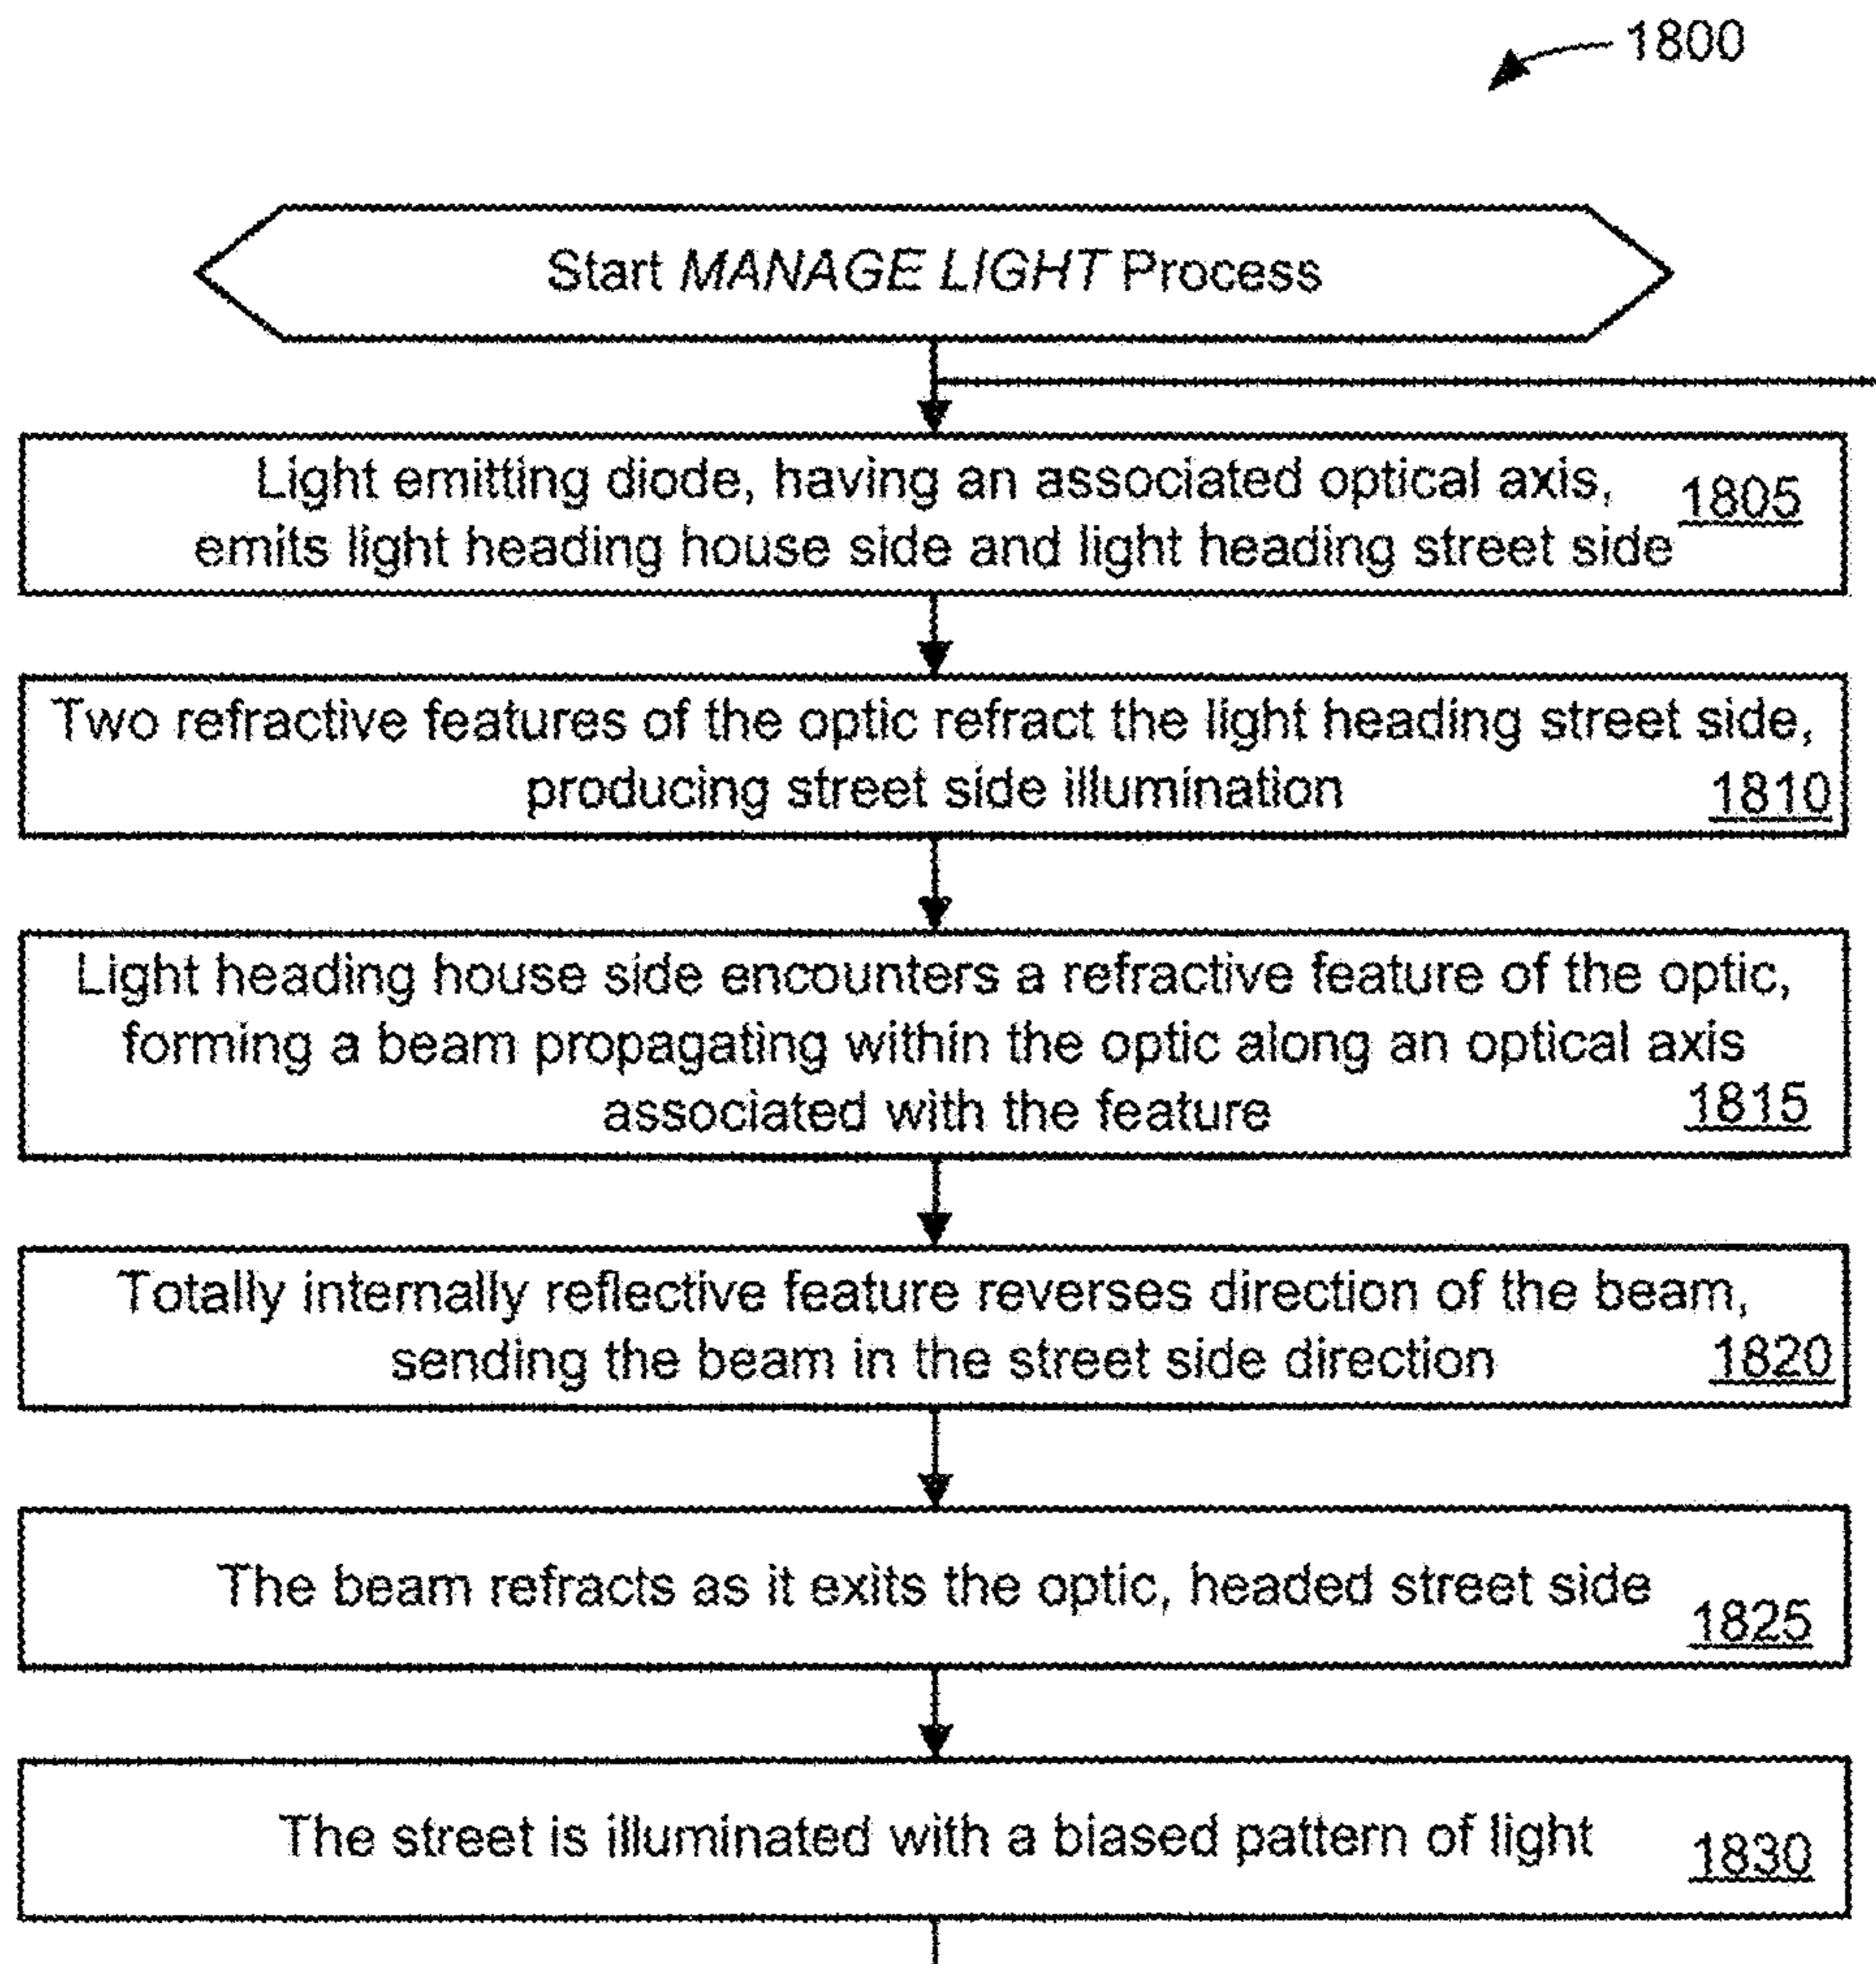 1800
Start MANAGE LIGHT Process
Light emitting diode, having an associated optical axis,
emits light heading house side and light heading street side
1805
Two refractive features of the optic refract the light heading street side,
producing street side illumination
1810
Light heading house side encounters a refractive feature of the optic,
forming a beam propagating within the optic along an optical axis
associated with the feature
1815
Totally internally reflective feature reverses direction of the beam,
sending the beam in the street side direction
1820
The beam refracts as it exits the optic, headed street side
1825
The street is illuminated with a biased pattern of light
1830